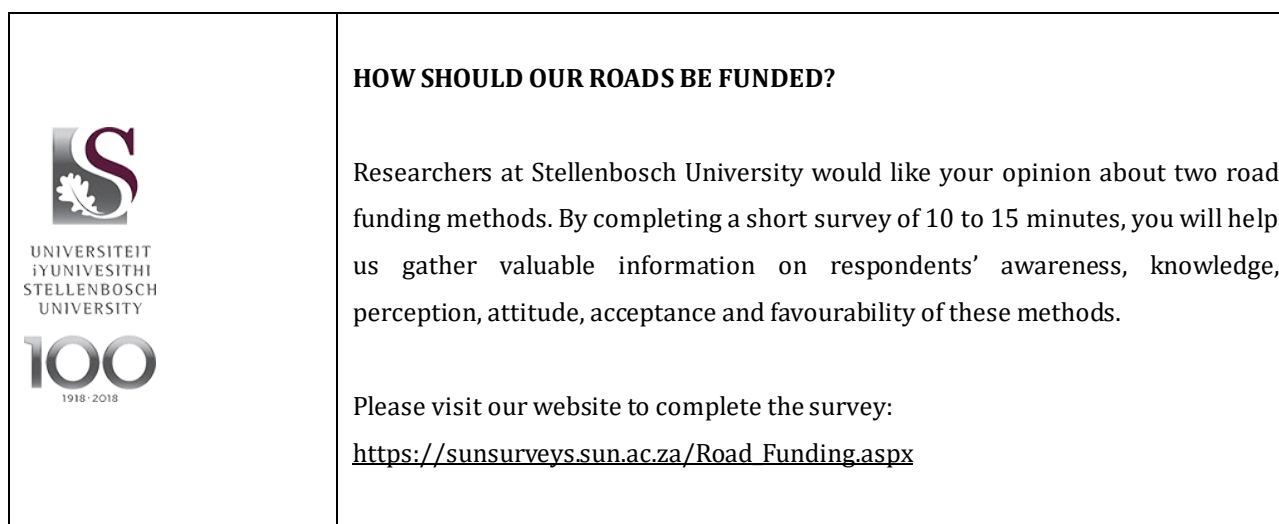 UNIVERSITEIT
iYUNIVESITHI
STELLENBOSCH
UNIVERSITY
100
1918·2018
HOW SHOULD OUR ROADS BE FUNDED?
Researchers at Stellenbosch University would like your opinion about two road
funding methods. By completing a short survey of 10 to 15 minutes, you will help
us gather valuable information on respondents’ awareness, knowledge,
perception, attitude, acceptance and favourability of these methods.
Please visit our website to complete the survey:
https://sunsurveys.sun.ac.za/Road_Funding.aspx